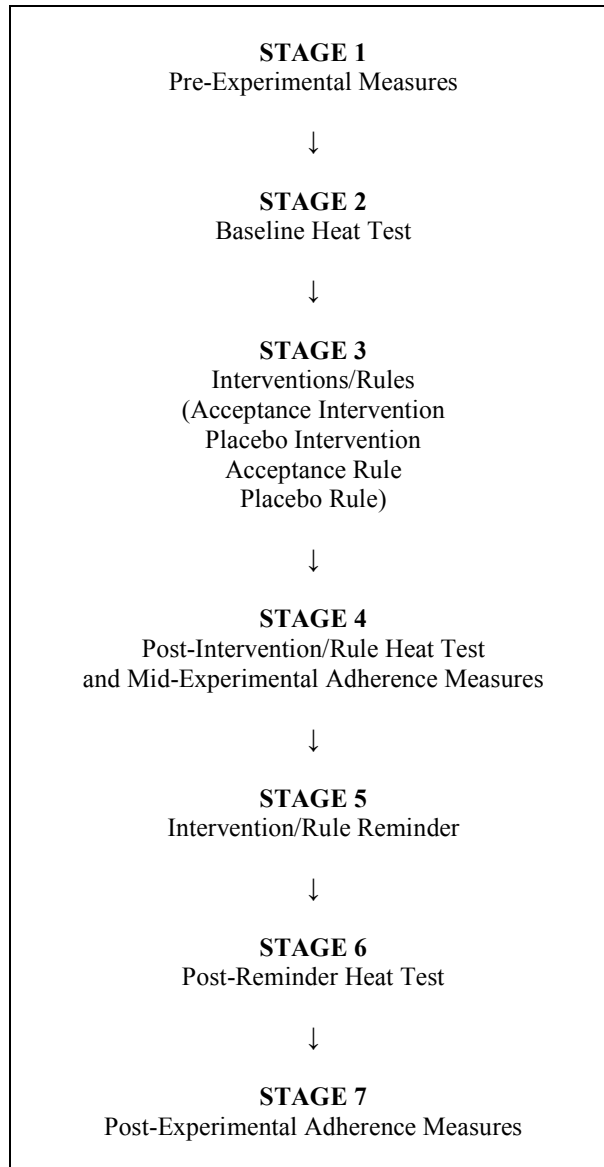 STAGE 1
Pre-Experimental Measures
↓
STAGE 2
Baseline Heat Test
↓
STAGE 3
Interventions/Rules
(Acceptance Intervention
Placebo Intervention
Acceptance Rule
Placebo Rule)
↓
STAGE 4
Post-Intervention/Rule Heat Test
and Mid-Experimental Adherence Measures
↓
STAGE 5
Intervention/Rule Reminder
↓
STAGE 6
Post-Reminder Heat Test
↓
STAGE 7
Post-Experimental Adherence Measures